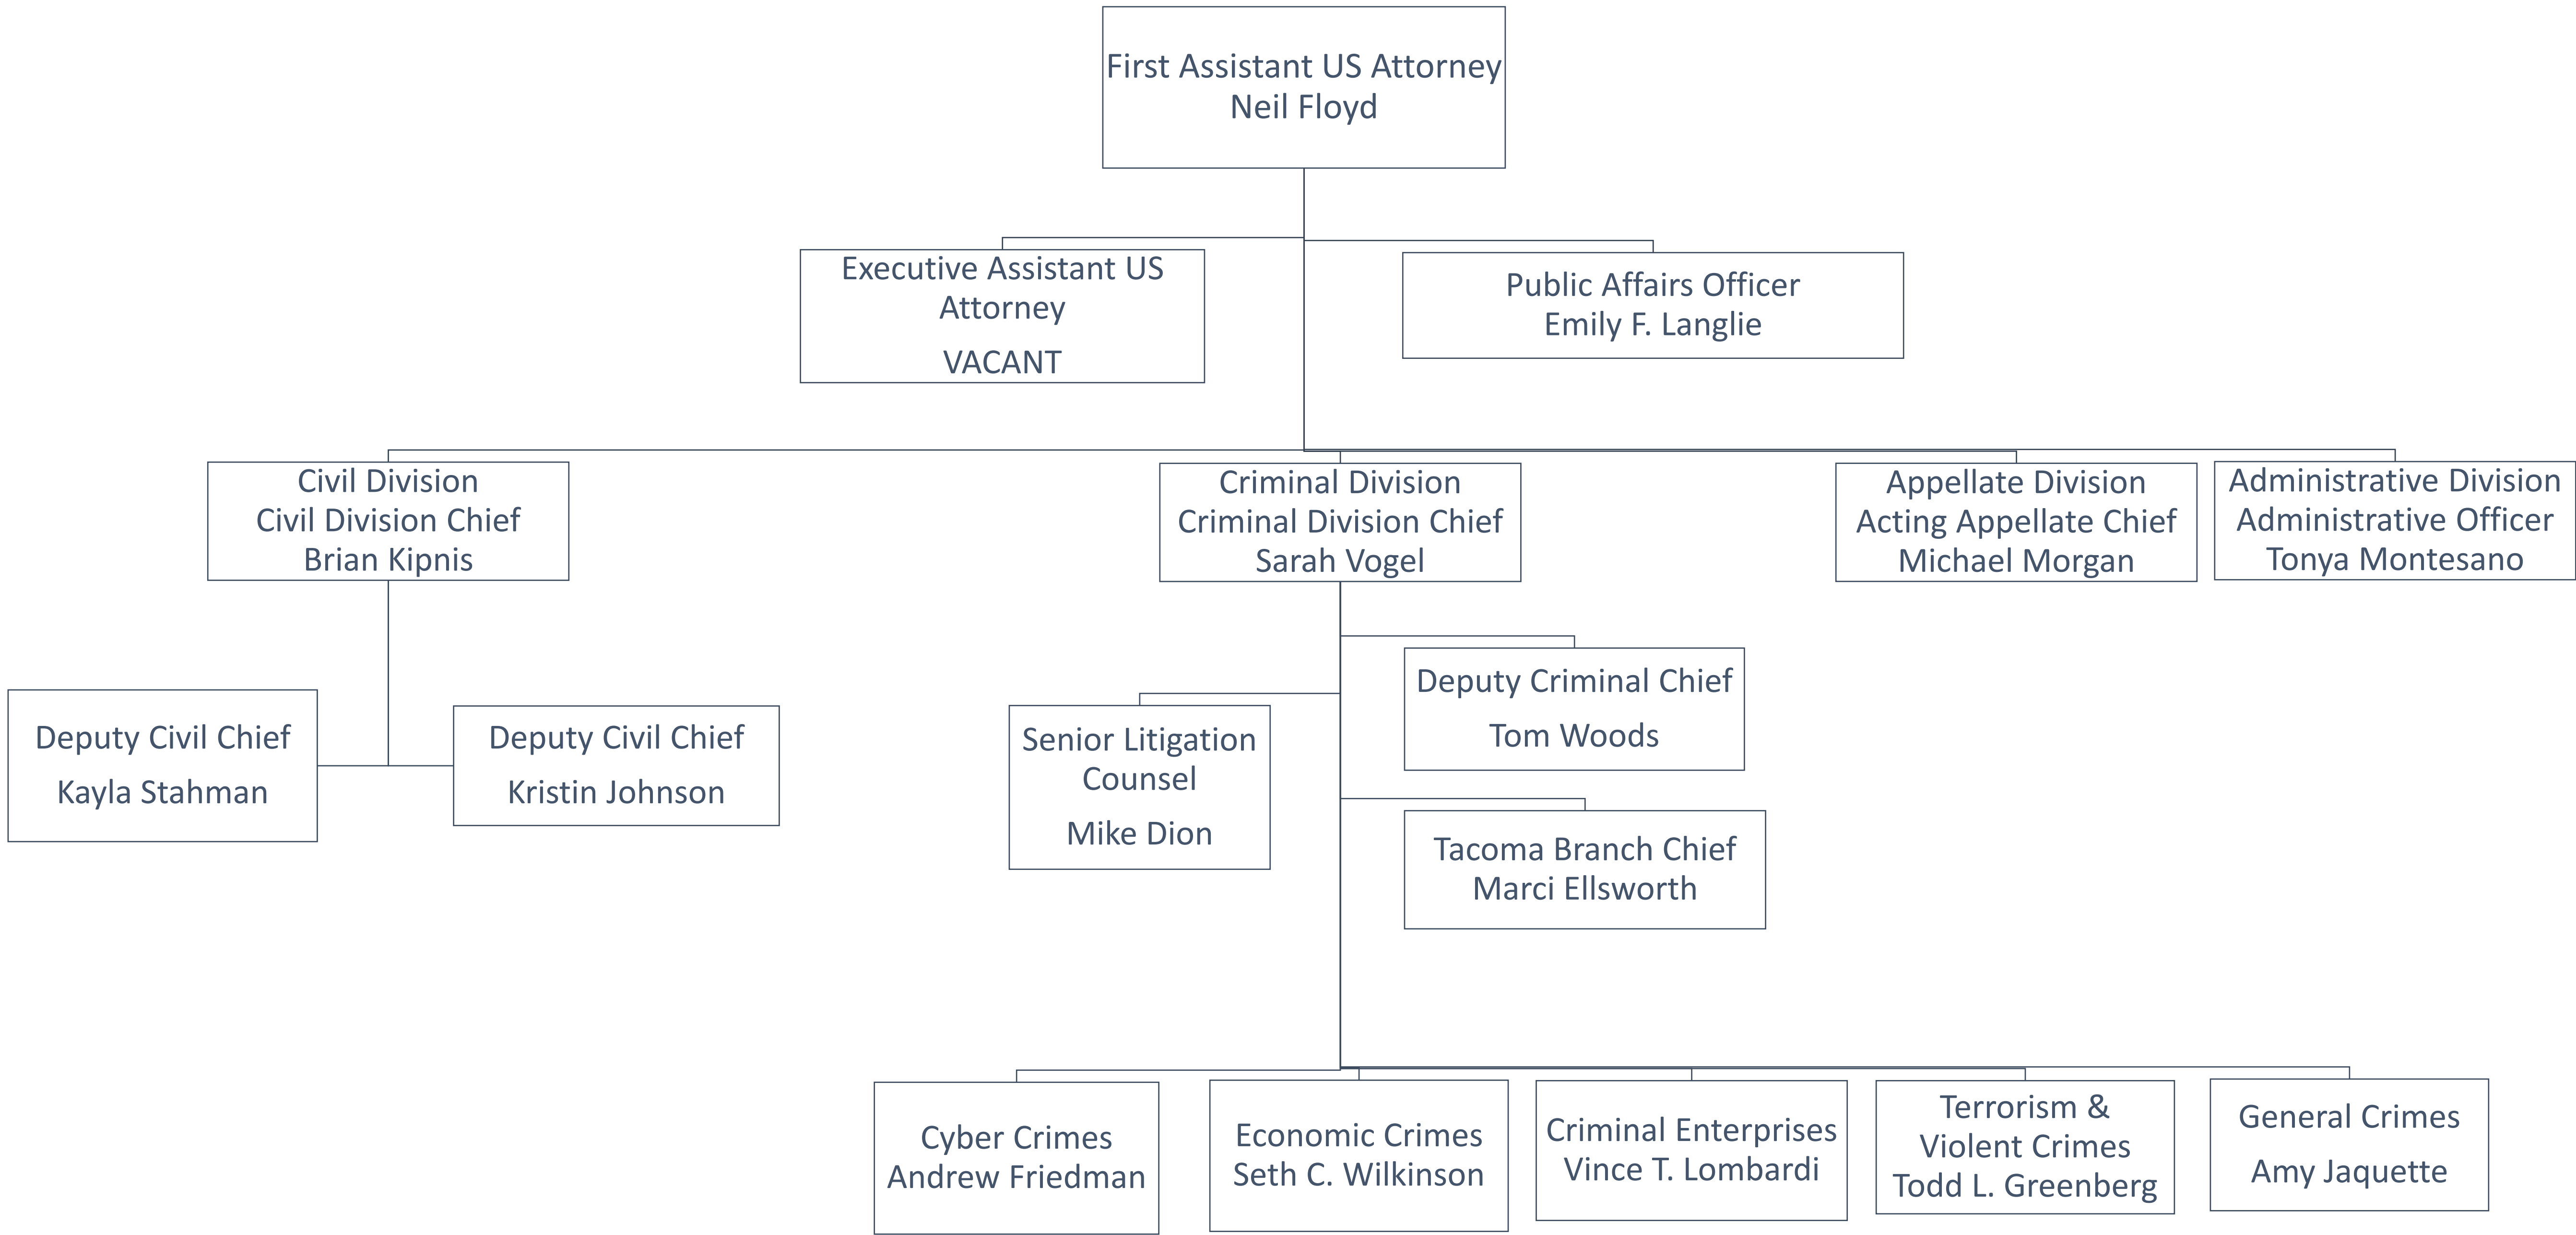 First Assistant US Attorney
Neil Floyd
Executive Assistant US
Attorney
VACANT
Public Affairs Officer
Emily F. Langlie
Civil Division
Civil Division Chief
Brian Kipnis
Criminal Division
Criminal Division Chief
Sarah Vogel
Appellate Division
Acting Appellate Chief
Michael Morgan
Administrative Division
Administrative Officer
Tonya Montesano
Deputy Civil Chief
Kayla Stahman
Deputy Civil Chief
Kristin Johnson
Senior Litigation
Counsel
Mike Dion
Deputy Criminal Chief
Tom Woods
Tacoma Branch Chief
Marci Ellsworth
Cyber Crimes
Andrew Friedman
Economic Crimes
Seth C. Wilkinson
Criminal Enterprises
Vince T. Lombardi
Terrorism &
Violent Crimes
Todd L. Greenberg
General Crimes
Amy Jaquette